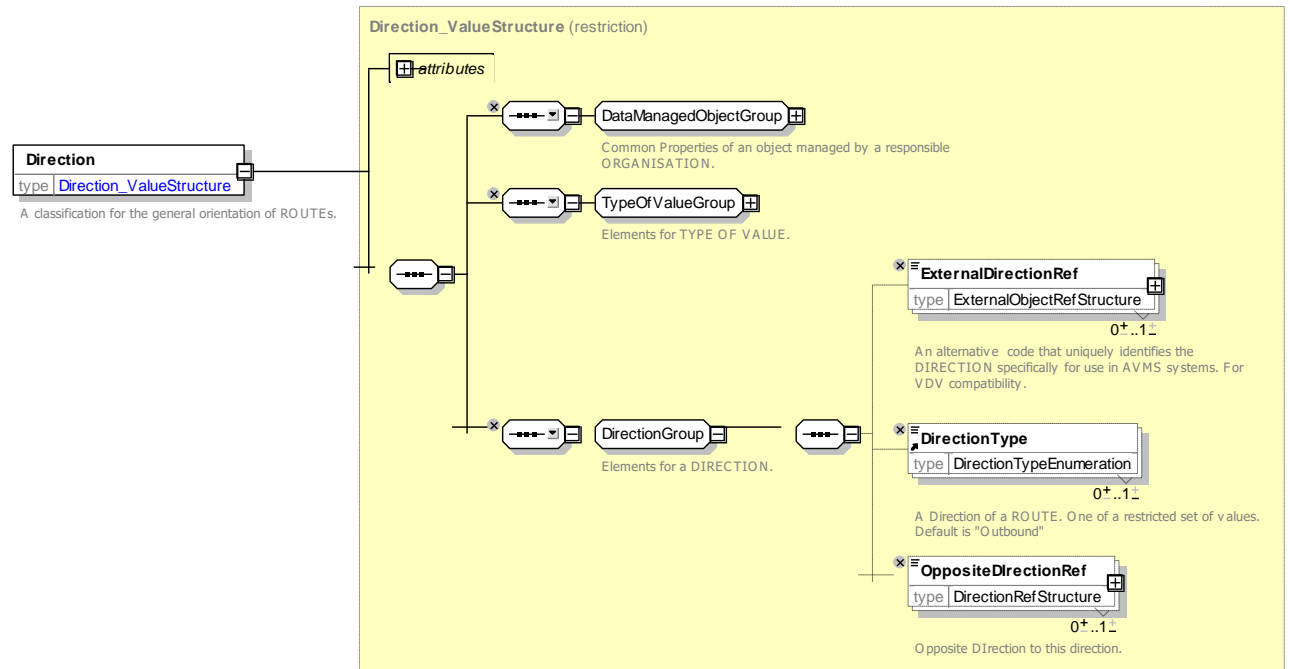 Direction_ValueStructure (restriction)
attributes
DataManagedObjectGroup
Common Properties of an object managed by a responsible
ORGANISATION.
Direction
type Direction_ValueStructure
A classification for the general orientation of ROUTEs.
TypeOfValueGroup
Elements for TYPE OF VALUE.
ExternalDirectionRef
type ExternalObjectRefStructure
0±..1±
An alternative code that uniquely identifies the
DIRECTION specifically for use in AVMS systems. For
VDV compatibility.
DirectionGroup
Elements for a DIRECTION.
DirectionType
type DirectionTypeEnumeration
0±..1±
A Direction of a ROUTE. One of a restricted set of values.
Default is "Outbound"
OppositeDIrectionRef
type DirectionRefStructure
0±..1±
Opposite DIrection to this direction.